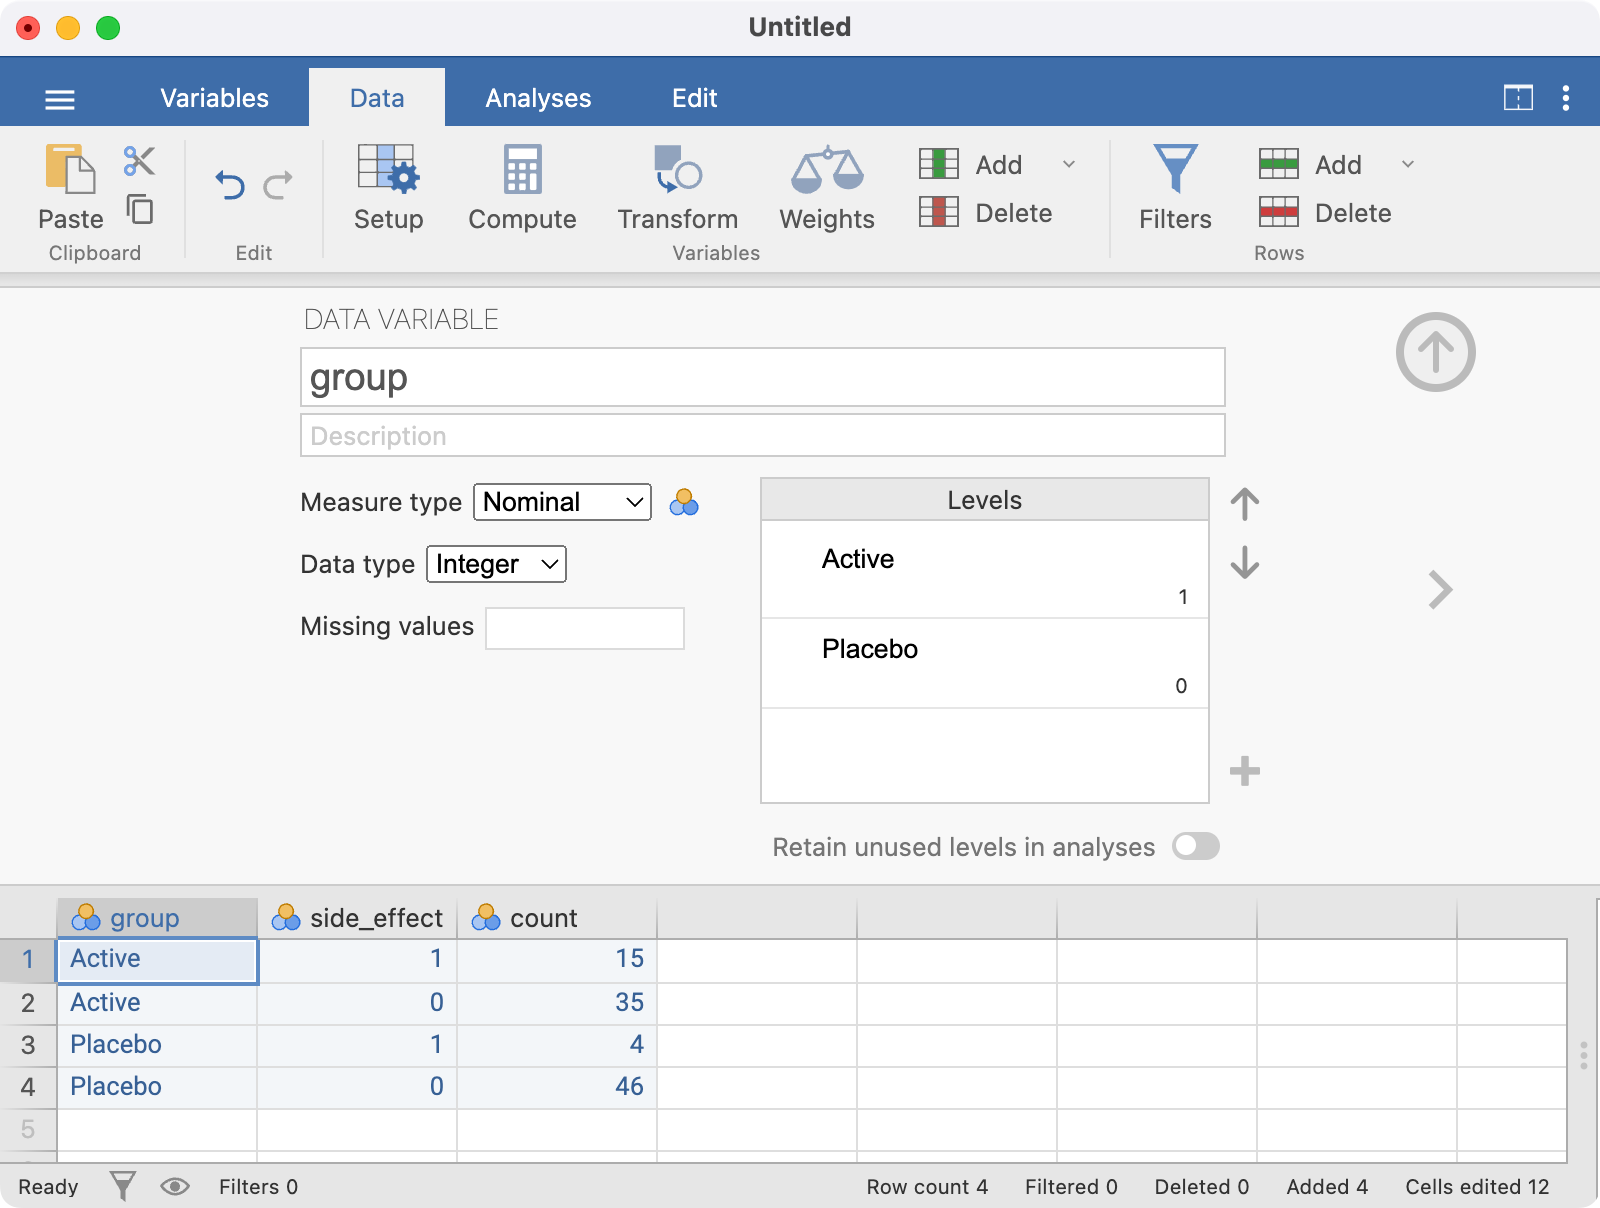 Untitled
Variables Data Analyses Edit
Paste Setup Compute Transform Weights Add Delete Filters Add Delete
Clipboard Edit Variables Rows
DATA VARIABLE
group
Description
Measure type Nominal
Data type Integer
Missing values
Levels
Active
1
Placebo
0
Retain unused levels in analyses
group side_effect count
1 Active 1 15
2 Active 0 35
3 Placebo 1 4
4 Placebo 0 46
5
Ready Filters 0 Row count 4 Filtered 0 Deleted 0 Added 4 Cells edited 12